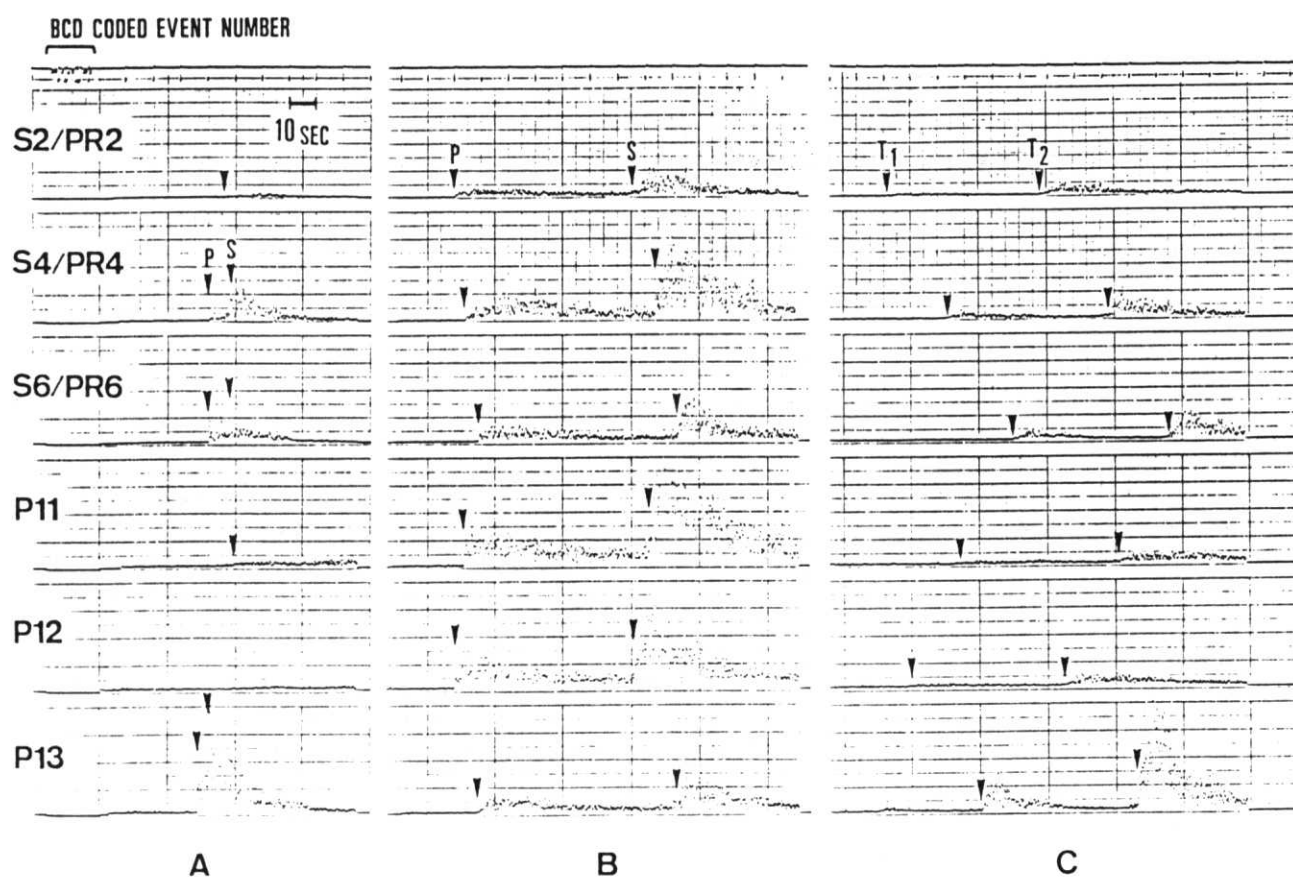 BCD CODED EVENT NUMBER
10 SEC
S2/PR2
P S
T1 T2
S4/PR4
P S
S6/PR6
P11
P12
P13
A B C